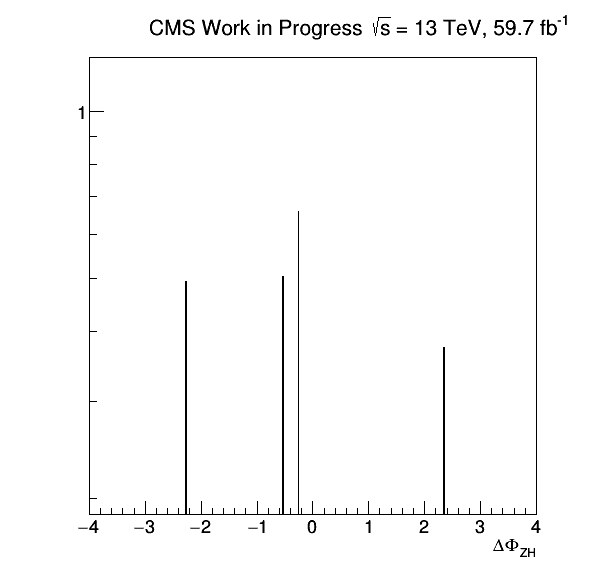 CMS Work in Progress √s = 13 TeV, 59.7 fb⁻¹
1
−4 −3 −2 −1 0 1 2 3 4
ΔΦ_ZH